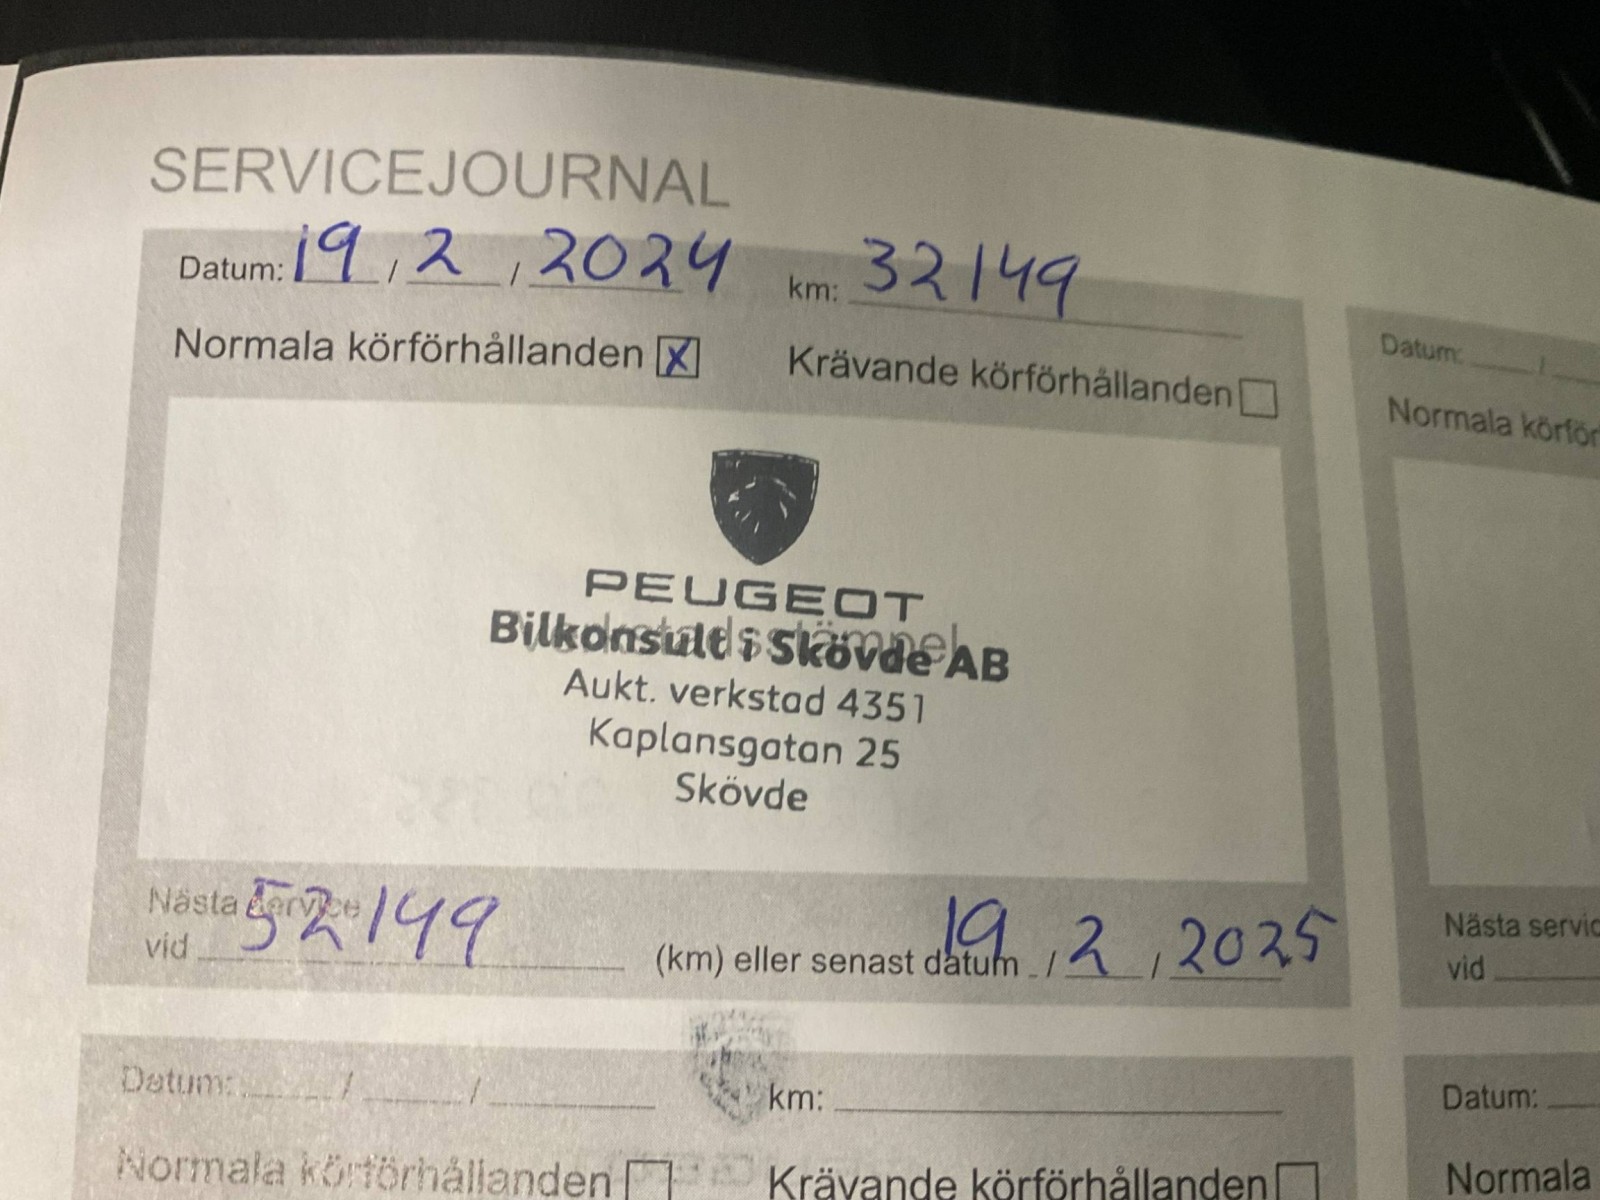 SERVICEJOURNAL
Datum: 19 / 2 / 2024 km: 32149
Normala körförhållanden x Krävande körförhållanden
PEUGEOT
Verkstadsstämpel
Bilkonsult i Skövde AB
Aukt. verkstad 4351
Kaplansgatan 25
Skövde
Nästa service
vid 52149 (km) eller senast datum 19 / 2 / 2025
Datum: / / km:
Normala körförhållanden Krävande körförhållanden
Datum: /
Normala
Nästa
vid
Datum:
Normala